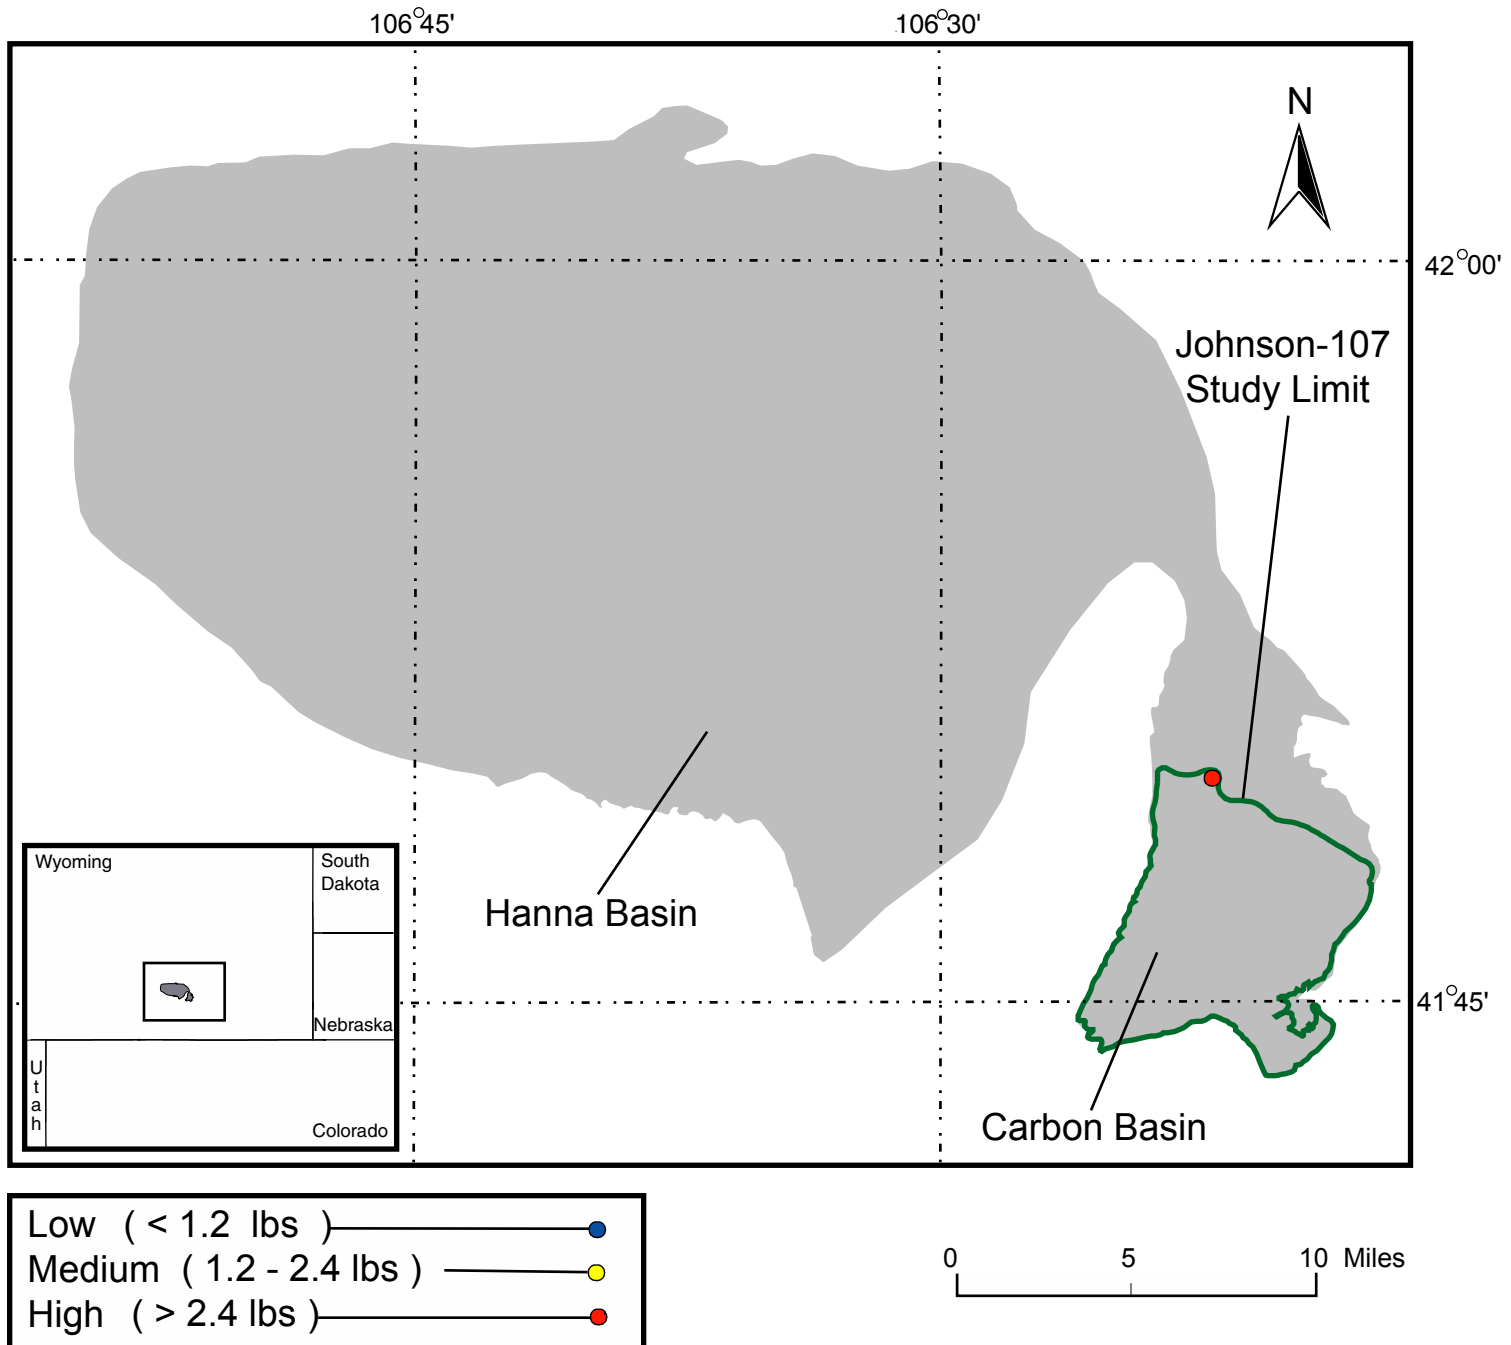 106°45'
106°30'
N
42°00'
Johnson-107
Study Limit
Hanna Basin
Wyoming
South
Dakota
Nebraska
Utah
Colorado
41°45'
Carbon Basin
Low ( < 1.2 lbs )
Medium ( 1.2 - 2.4 lbs )
High ( > 2.4 lbs )
0 5 10 Miles